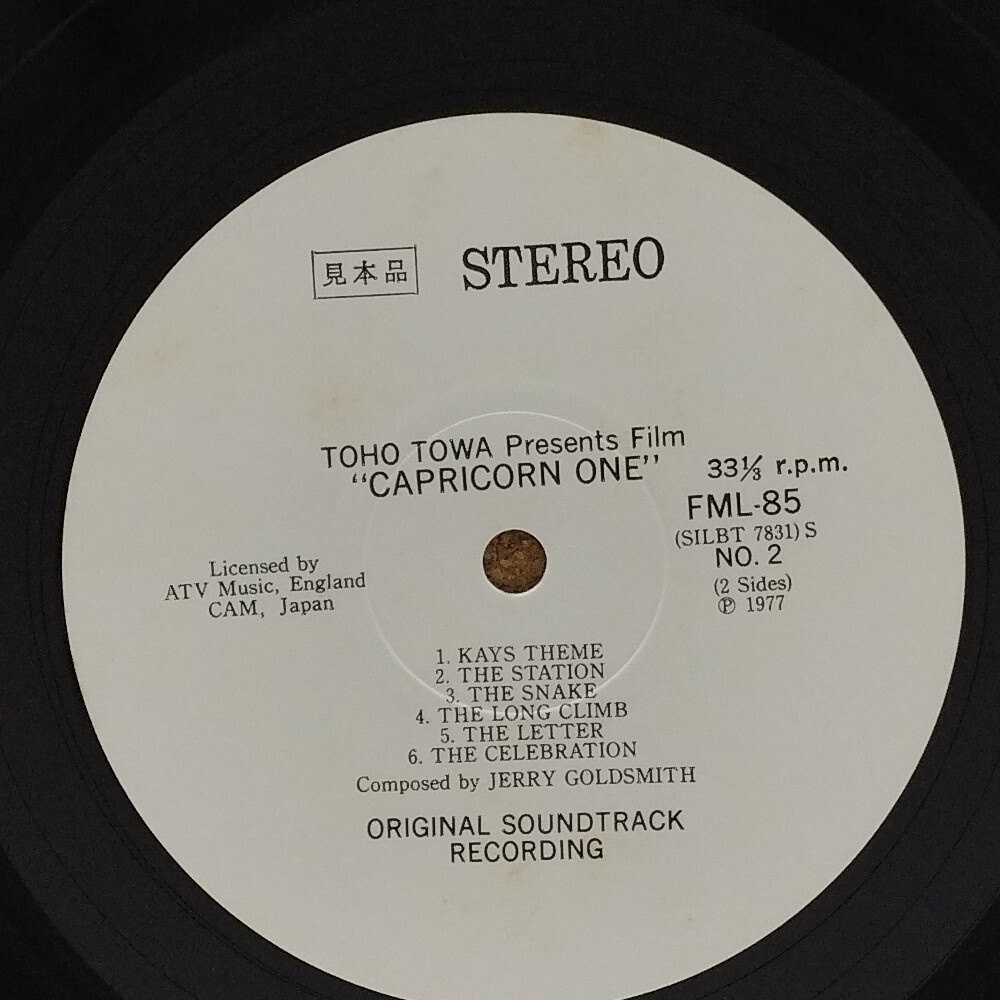 見本品 STEREO
TOHO TOWA Presents Film
“CAPRICORN ONE”
33⅓ r.p.m.
FML-85
(SILBT 7831) S
NO. 2
(2 Sides)
Ⓟ 1977
Licensed by
ATV Music, England
CAM, Japan
1. KAYS THEME
2. THE STATION
3. THE SNAKE
4. THE LONG CLIMB
5. THE LETTER
6. THE CELEBRATION
Composed by JERRY GOLDSMITH
ORIGINAL SOUNDTRACK
RECORDING